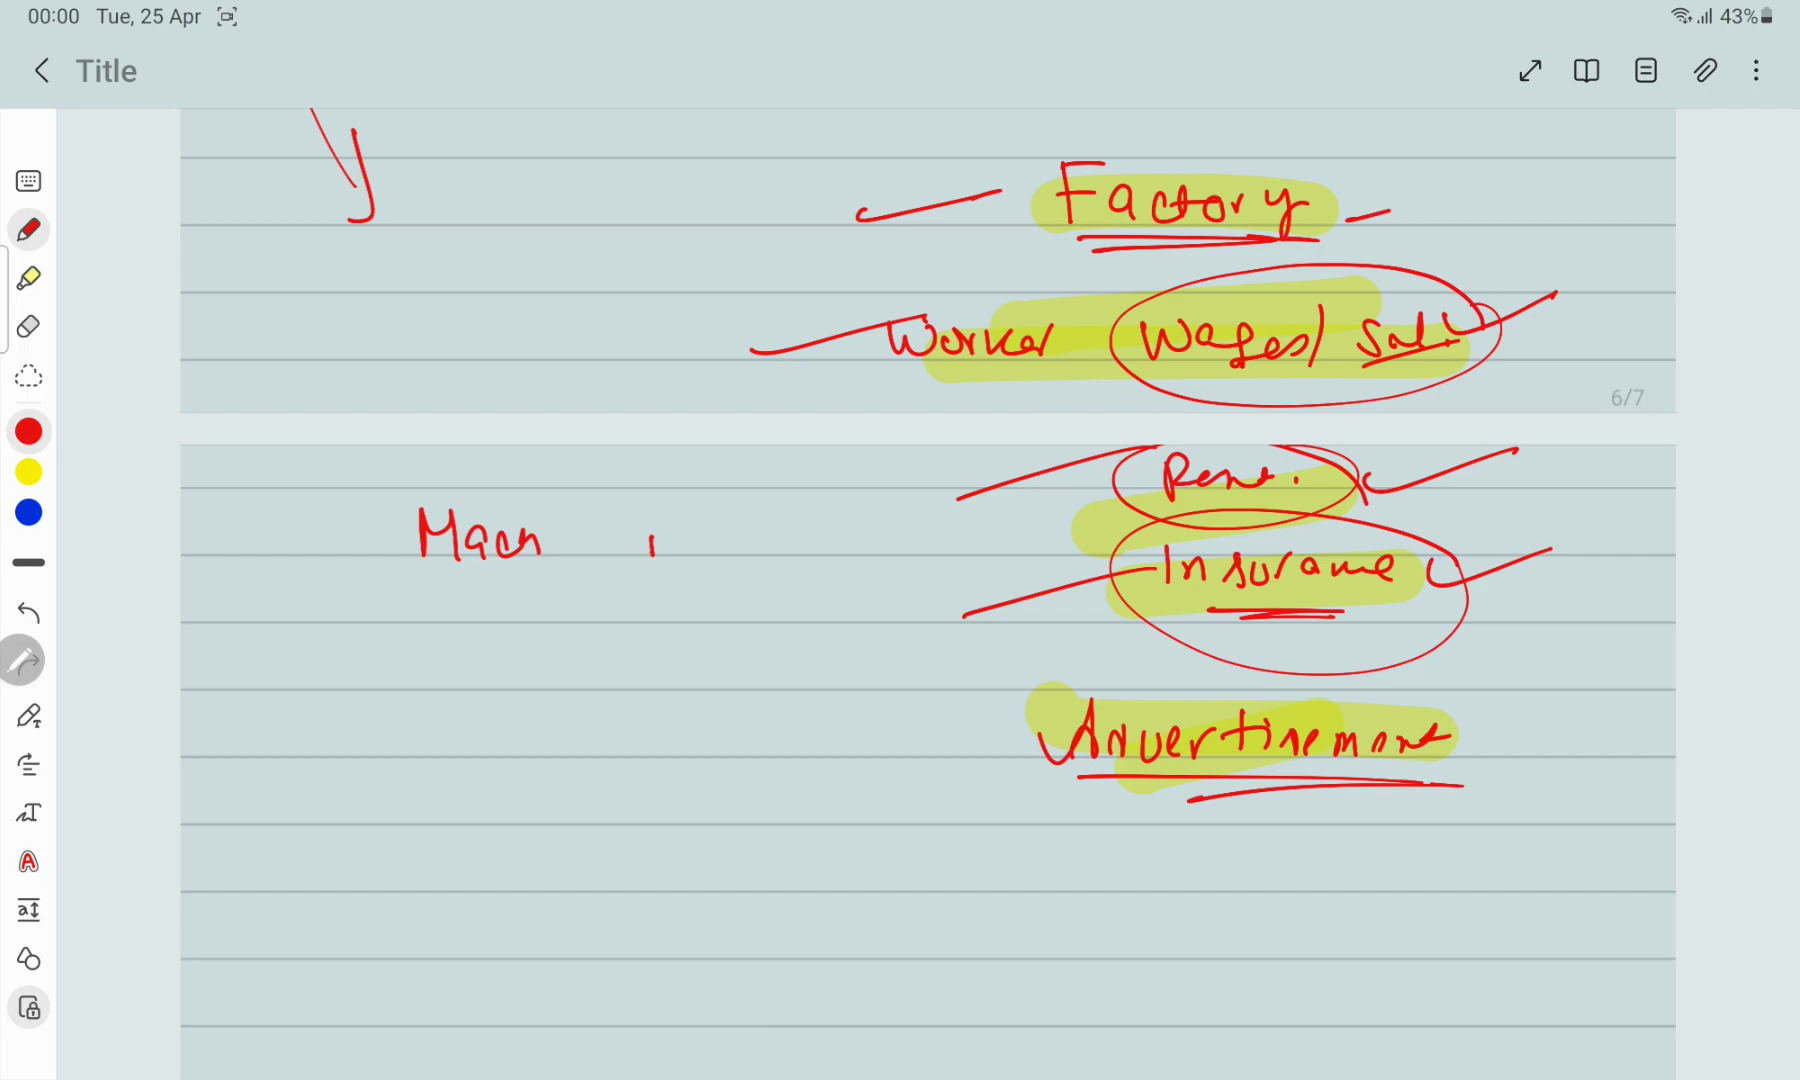 00:00 Tue, 25 Apr 43%
Title
y
Factory
Worker Wages/ Sal.
6/7
Rent.
Mach
Insurance
Advertisement